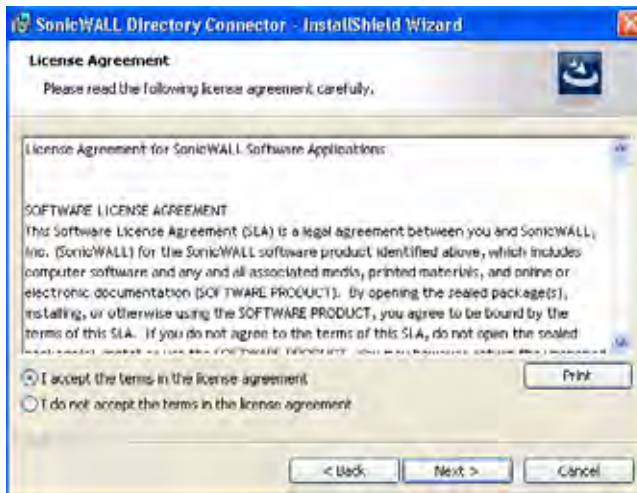 SonicWALL Directory Connector - InstallShield Wizard
License Agreement
Please read the following license agreement carefully.
License Agreement for SonicWALL Software Applications
SOFTWARE LICENSE AGREEMENT
This Software License Agreement (SLA) is a legal agreement between you and SonicWALL,
Inc. (SonicWALL) for the SonicWALL software product identified above, which includes
computer software and any and all associated media, printed materials, and online or
electronic documentation (SOFTWARE PRODUCT). By opening the sealed package(s),
installing, or otherwise using the SOFTWARE PRODUCT, you agree to be bound by the
terms of this SLA. If you do not agree to the terms of this SLA, do not open the sealed
I accept the terms in the license agreement
Print
I do not accept the terms in the license agreement
< Back
Next >
Cancel